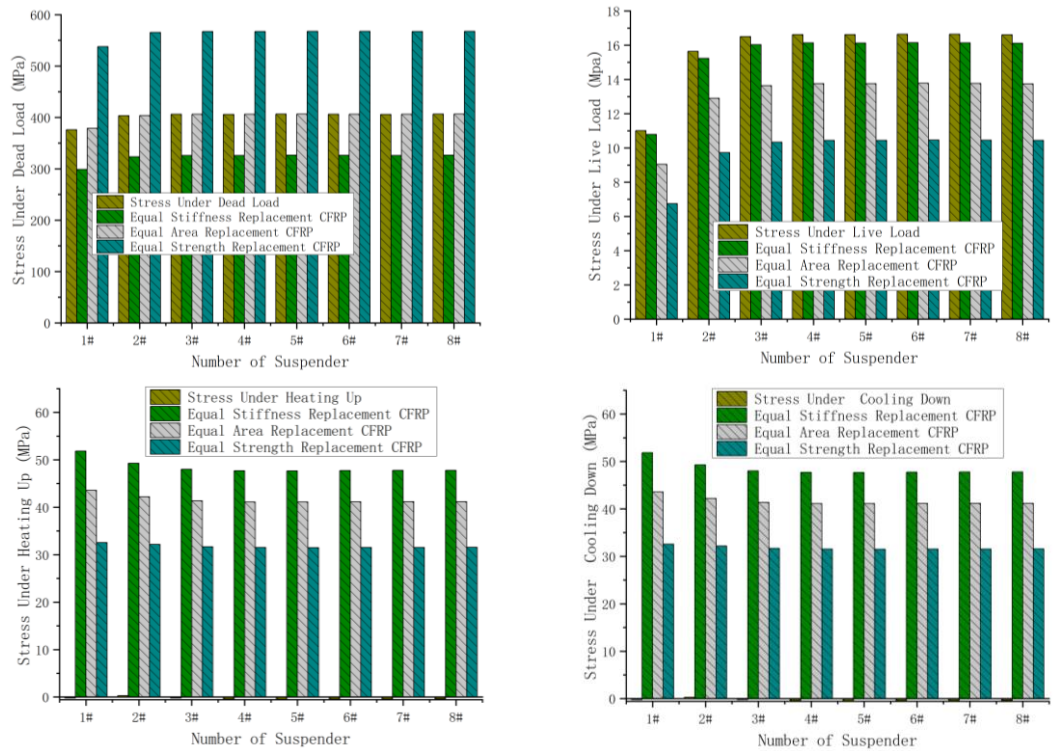 Stress Under Dead Load (MPa)
600
500
400
300
200
100
0
Stress Under Dead Load
Equal Stiffness Replacement CFRP
Equal Area Replacement CFRP
Equal Strength Replacement CFRP
1# 2# 3# 4# 5# 6# 7# 8#
Number of Suspender
Stress Under Live Load (Mpa)
18
16
14
12
10
8
6
4
2
0
Stress Under Live Load
Equal Stiffness Replacement CFRP
Equal Area Replacement CFRP
Equal Strength Replacement CFRP
1# 2# 3# 4# 5# 6# 7# 8#
Number of Suspender
Stress Under Heating Up (MPa)
60
50
40
30
20
10
0
Stress Under Heating Up
Equal Stiffness Replacement CFRP
Equal Area Replacement CFRP
Equal Strength Replacement CFRP
1# 2# 3# 4# 5# 6# 7# 8#
Number of Suspender
Stress Under Cooling Down (MPa)
60
50
40
30
20
10
0
Stress Under Cooling Down
Equal Stiffness Replacement CFRP
Equal Area Replacement CFRP
Equal Strength Replacement CFRP
1# 2# 3# 4# 5# 6# 7# 8#
Number of Suspender